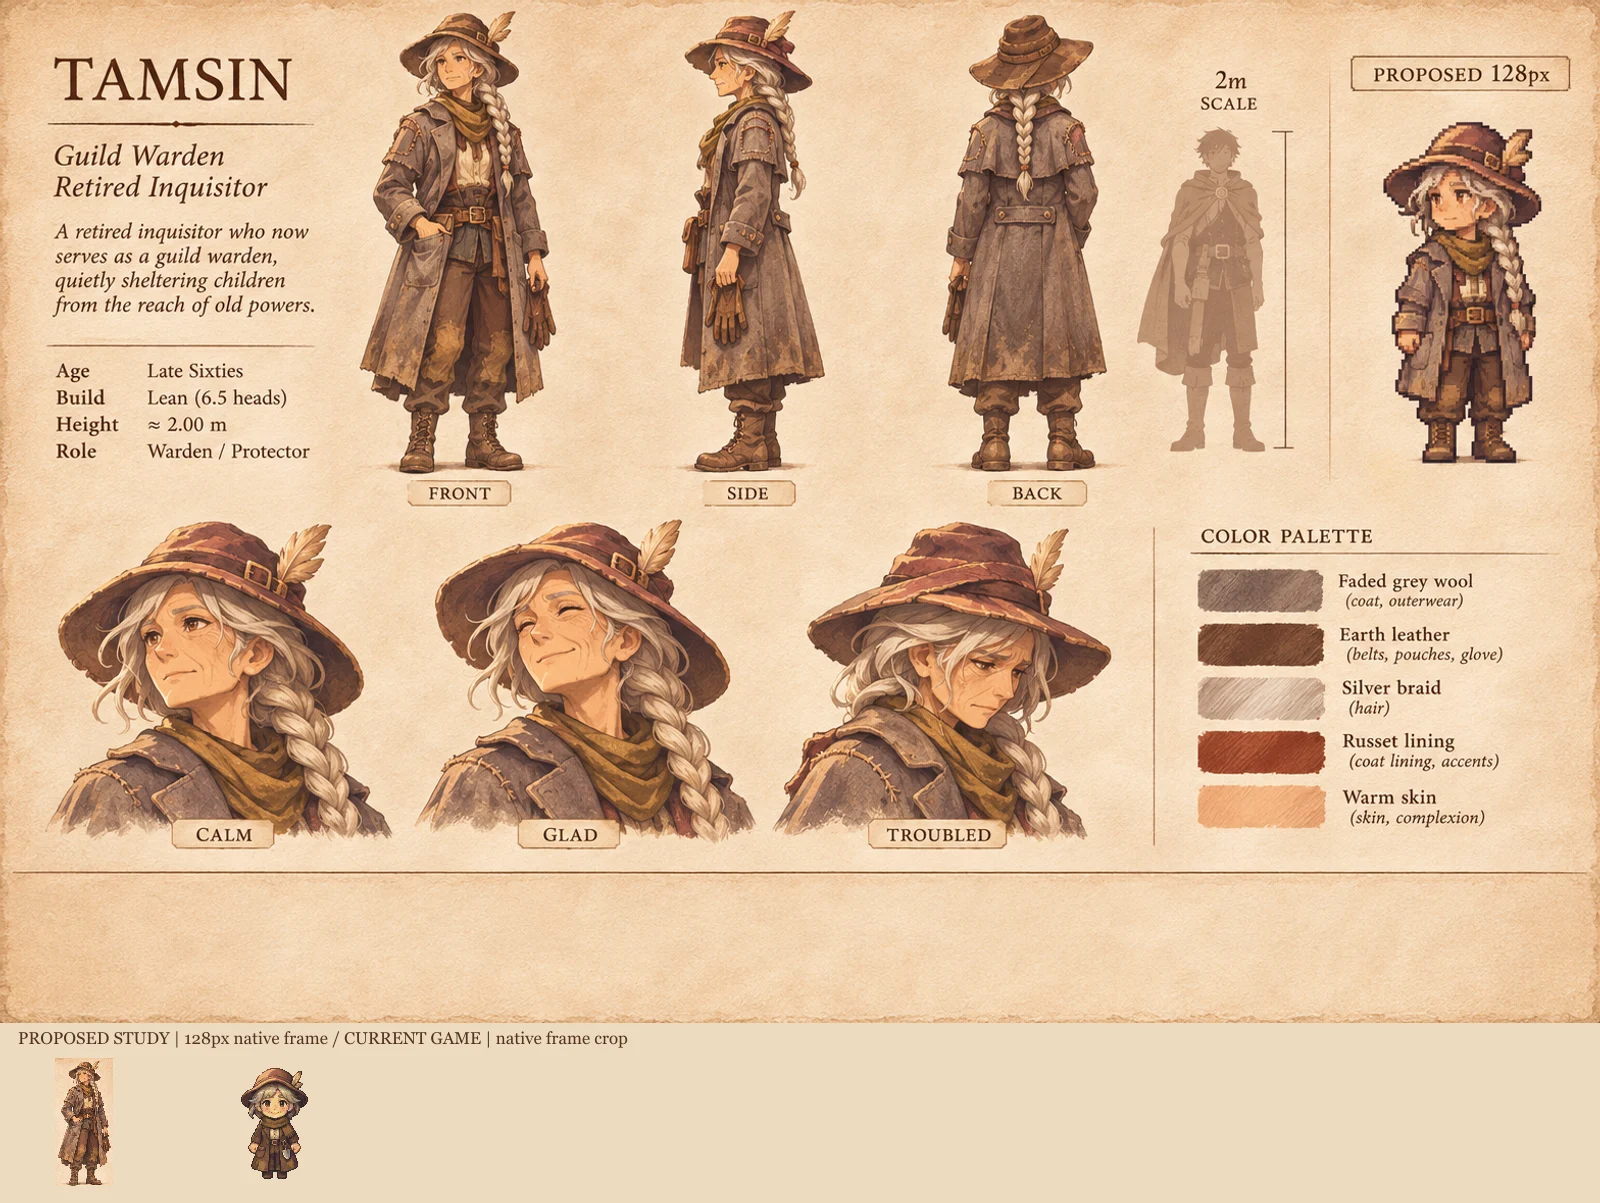 TAMSIN
Guild Warden
Retired Inquisitor
A retired inquisitor who now
serves as a guild warden,
quietly sheltering children
from the reach of old powers.
Age Late Sixties
Build Lean (6.5 heads)
Height ≈ 2.00 m
Role Warden / Protector
FRONT
SIDE
BACK
2m
SCALE
PROPOSED 128px
CALM
GLAD
TROUBLED
COLOR PALETTE
Faded grey wool
(coat, outerwear)
Earth leather
(belts, pouches, glove)
Silver braid
(hair)
Russet lining
(coat lining, accents)
Warm skin
(skin, complexion)
PROPOSED STUDY | 128px native frame / CURRENT GAME | native frame crop